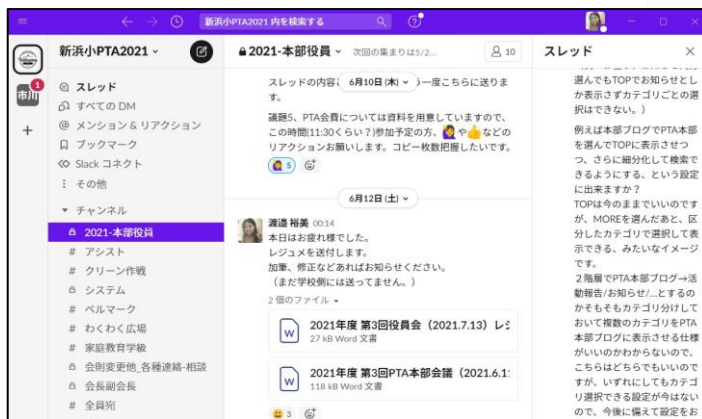 新浜小PTA2021 内を検索する
新浜小PTA2021
1
市川
スレッド
すべての DM
メンション & リアクション
ブックマーク
Slack コネクト
その他
チャンネル
2021-本部役員
アシスト
クリーン作戦
システム
ベルマーク
わくわく広場
家庭教育学級
会則変更他_各種連絡-相談
会長副会長
全員宛
2021-本部役員
次回の集まりは5/2...
10
6月10日 (木)
スレッドの内容
一度こちらに送りま
す。
議題5、PTA会費については資料を用意していますので、
この時間(11:30くらい?)参加予定の方、🙋や👍などの
リアクションお願いします。コピー枚数把握したいです。
5
6月12日 (土)
渡邉 裕美 00:14
本日はお疲れ様でした。
レジュメを送付します。
加筆、修正などあればお知らせください。
(まだ学校側には送ってません。)
2 個のファイル
2021年度 第3回役員会 (2021.7.13) レジ
27 kB Word 文書
2021年度 第3回PTA本部会議 (2021.6.1
118 kB Word 文書
3
スレッド
選んでもTOPでお知らせとし
か表示さずカテゴリごとの選
択はできない。)
例えば本部ブログでPTA本部
を選んでTOPに表示させつ
つ、さらに細分化して検索で
きるようにする、という設定
に出来ますか?
TOPは今のままでいいのです
が、MOREを選んだあと、区
分したカテゴリで選択して表
示できる、みたいなイメージ
です。
2階層でPTA本部ブログ→活
動報告/お知らせ/...とするの
かそもそもカテゴリ分けして
おいて複数のカテゴリをPTA
本部ブログに表示させる仕様
がいいのかわからないので、
こちらはどちらでもいいので
すが、いずれにしてもカテゴ
リ選択できる設定が今はない
ので、今後に備えて設定をお